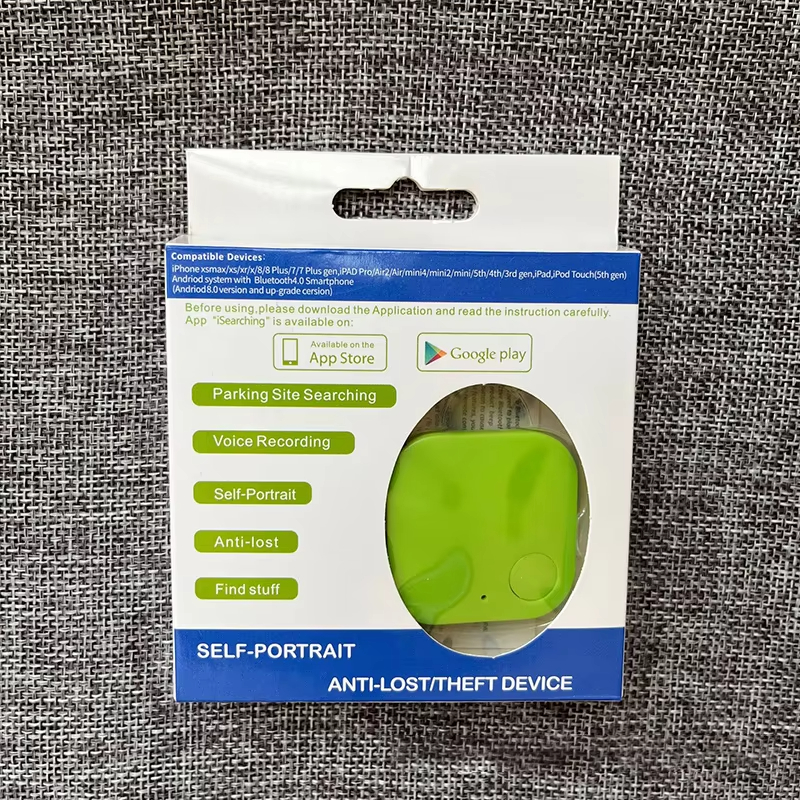 Compatible Devices:
iPhone xsmax/xs/xr/x/8/8 Plus/7/7 Plus gen,iPAD Pro/Air2/Air/mini4/mini2/mini/5th/4th/3rd gen,iPad,iPod Touch(5th gen)
Andriod system with Bluetooth4.0 Smartphone
(Andriod8.0 version and up-grade cersion)
Before using,please download the Application and read the instruction carefully.
App "iSearching" is available on:
Available on the
App Store
Google play
Parking Site Searching
Voice Recording
Self-Portrait
Anti-lost
Find stuff
SELF-PORTRAIT
ANTI-LOST/THEFT DEVICE